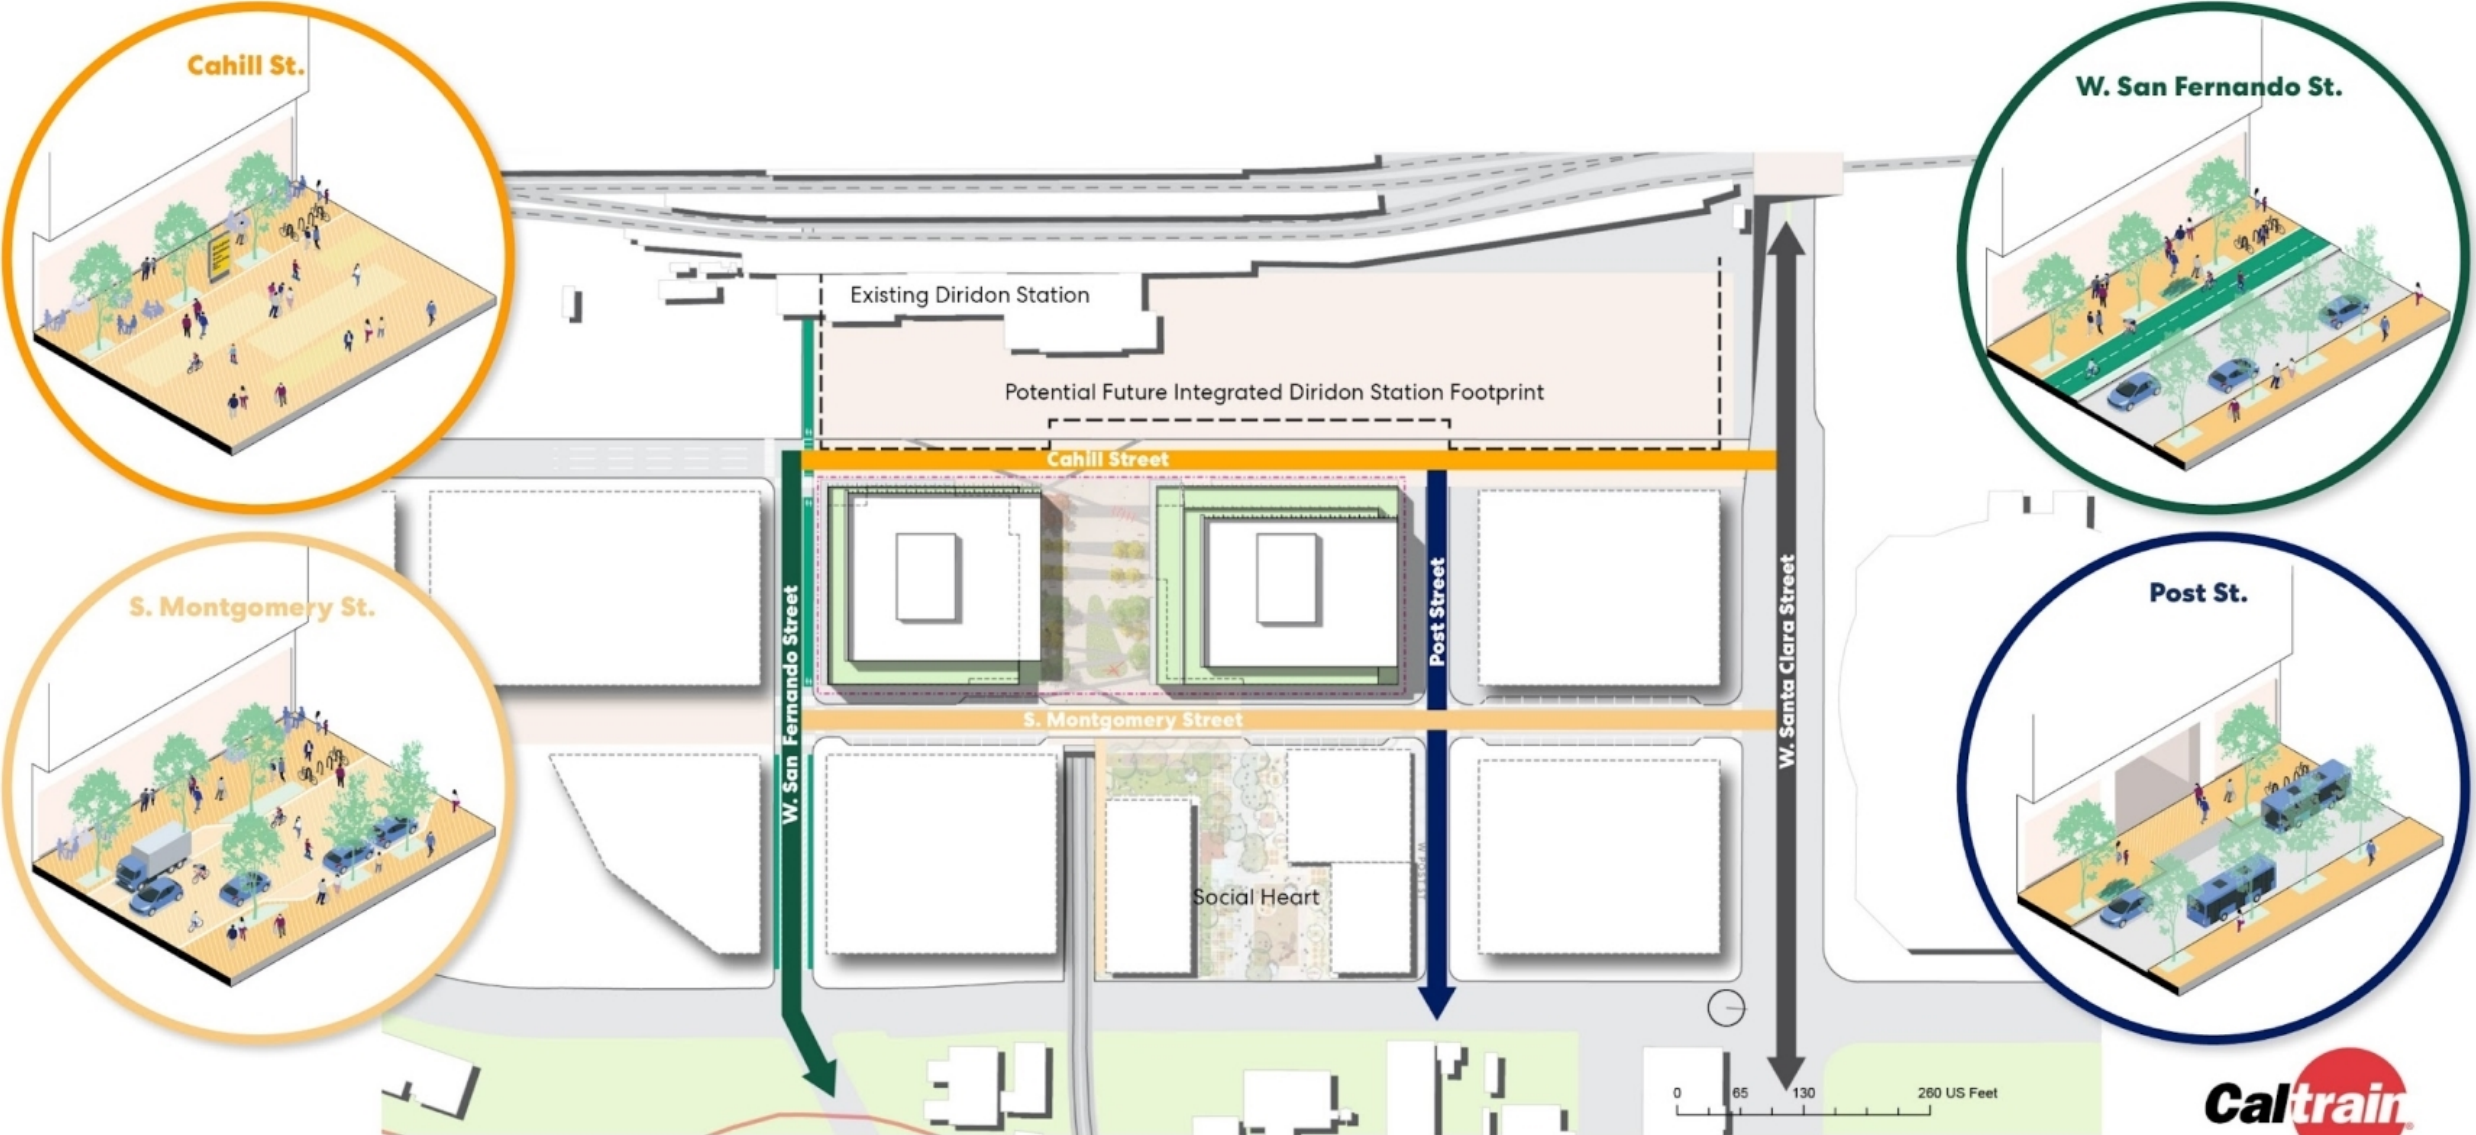 Cahill St.
W. San Fernando St.
Existing Diridon Station
Potential Future Integrated Diridon Station Footprint
Cahill Street
S. Montgomery St.
Post St.
W. San Fernando Street
Post Street
W. Santa Clara Street
S. Montgomery Street
W POST ST
Social Heart
0 65 130 260 US Feet
Caltrain